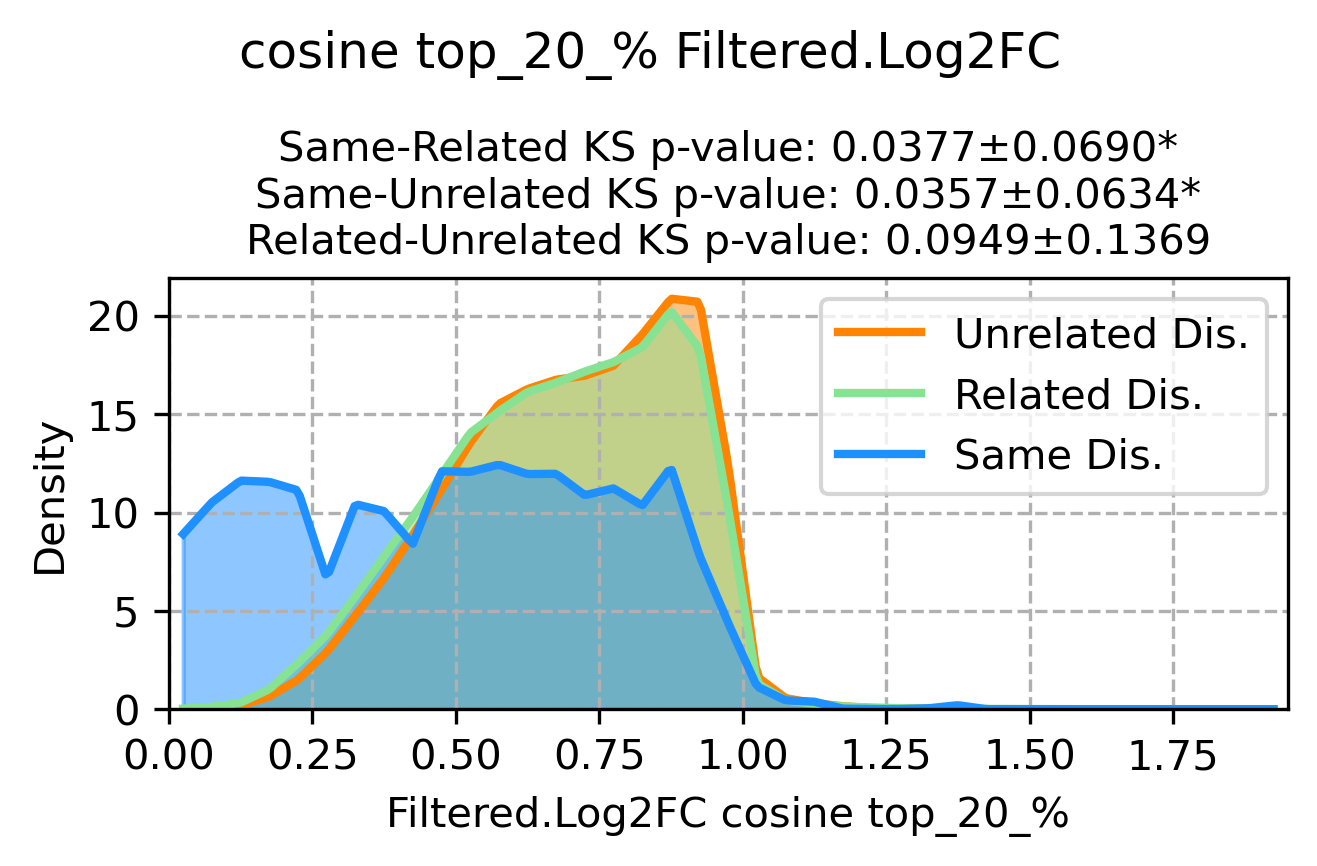 cosine top_20_% Filtered.Log2FC
Same-Related KS p-value: 0.0377±0.0690*
Same-Unrelated KS p-value: 0.0357±0.0634*
Related-Unrelated KS p-value: 0.0949±0.1369
Unrelated Dis.
Related Dis.
Same Dis.
Density
20
15
10
5
0
0.00 0.25 0.50 0.75 1.00 1.25 1.50 1.75
Filtered.Log2FC cosine top_20_%